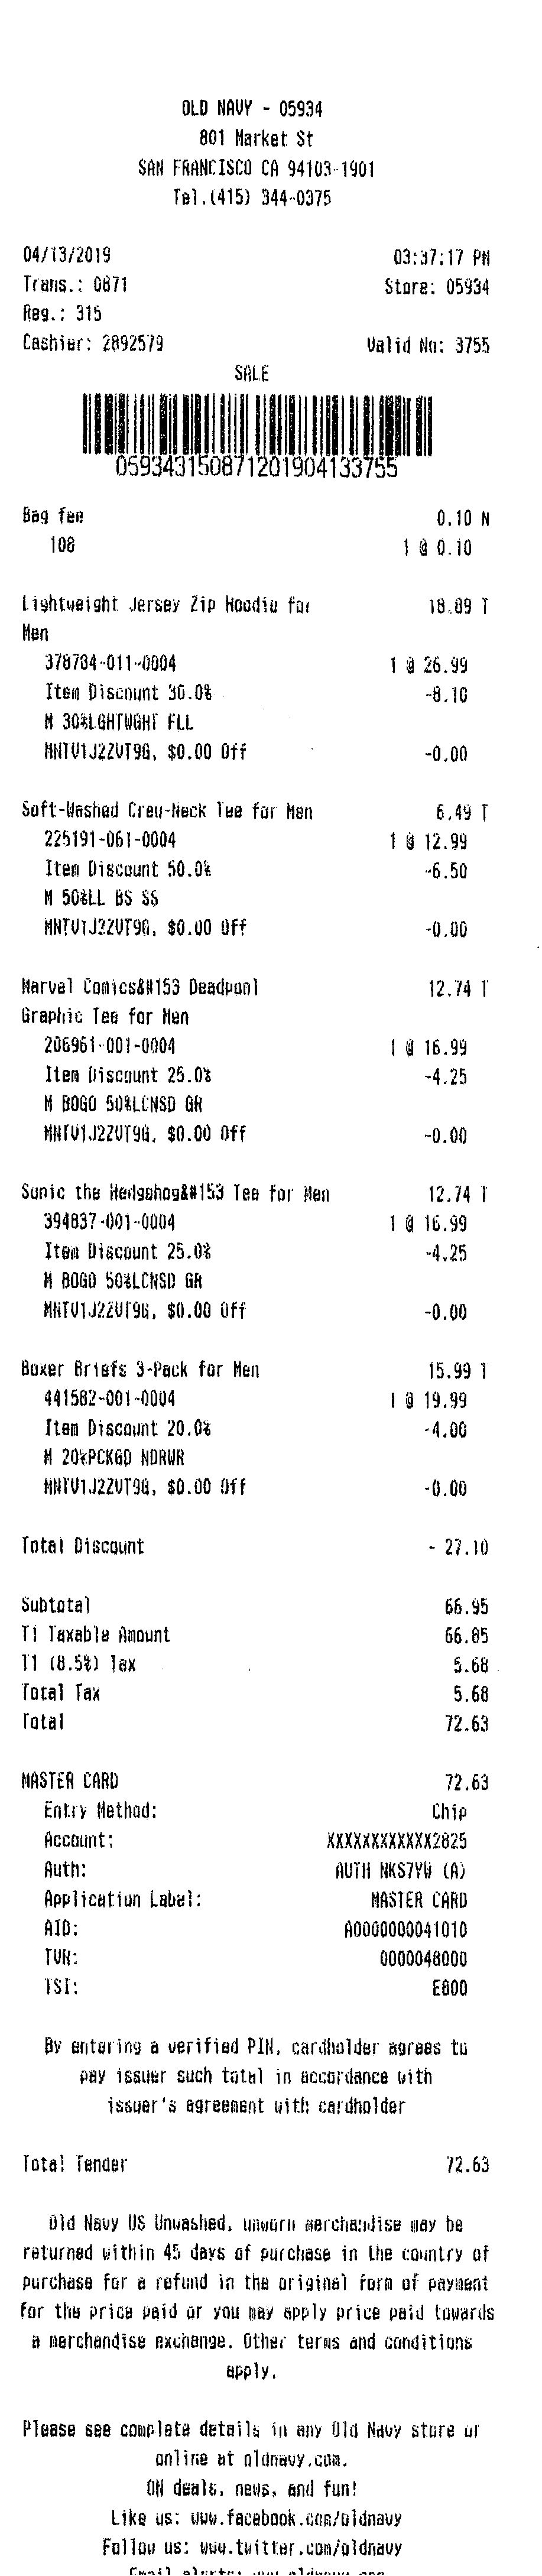 OLD NAVY - 05934
801 Market St
SAN FRANCISCO CA 94103-1901
Tel.(415) 344-0375
04/13/2019 03:37:17 PM
Trans.: 0871 Store: 05934
Reg.: 315
Cashier: 2892579 Valid No: 3755
SALE
059343150871201904133755
Bag fee 0.10 N
108 1 @ 0.10
Lightweight Jersey Zip Hoodie for 18.89 T
Men
378784-011-0004 1 @ 26.99
Item Discount 30.0% -8.10
M 30%LGHTWGHT FLL
MNTV1J2ZVT9G, $0.00 Off -0.00
Soft-Washed Crew-Neck Tee for Men 6.49 T
225191-061-0004 1 @ 12.99
Item Discount 50.0% -6.50
M 50%LL BS SS
MNTV1J2ZVT9G, $0.00 Off -0.00
Marvel Comics&#153 Deadpool 12.74 T
Graphic Tee for Men
206961-001-0004 1 @ 16.99
Item Discount 25.0% -4.25
M BOGO 50%LCNSD GR
MNTV1J2ZVT9G, $0.00 Off -0.00
Sonic the Hedgehog&#153 Tee for Men 12.74 T
394837-001-0004 1 @ 16.99
Item Discount 25.0% -4.25
M BOGO 50%LCNSD GR
MNTV1J2ZVT9G, $0.00 Off -0.00
Boxer Briefs 3-Pack for Men 15.99 T
441582-001-0004 1 @ 19.99
Item Discount 20.0% -4.00
M 20%PCKGD NDRWR
MNTV1J2ZVT9G, $0.00 Off -0.00
Total Discount - 27.10
Subtotal 66.95
T1 Taxable Amount 66.85
T1 (8.5%) Tax 5.68
Total Tax 5.68
Total 72.63
MASTER CARD 72.63
Entry Method: Chip
Account: XXXXXXXXXXXX2825
Auth: AUTH NKS7YW (A)
Application Label: MASTER CARD
AID: A0000000041010
TVR: 0000048000
TSI: E800
By entering a verified PIN, cardholder agrees to
pay issuer such total in accordance with
issuer's agreement with cardholder
Total Tender 72.63
Old Navy US Unwashed, unworn merchandise may be
returned within 45 days of purchase in the country of
purchase for a refund in the original form of payment
for the price paid or you may apply price paid towards
a merchandise exchange. Other terms and conditions
apply.
Please see complete details in any Old Navy store or
online at oldnavy.com.
ON deals, news, and fun!
Like us: www.facebook.com/oldnavy
Follow us: www.twitter.com/oldnavy